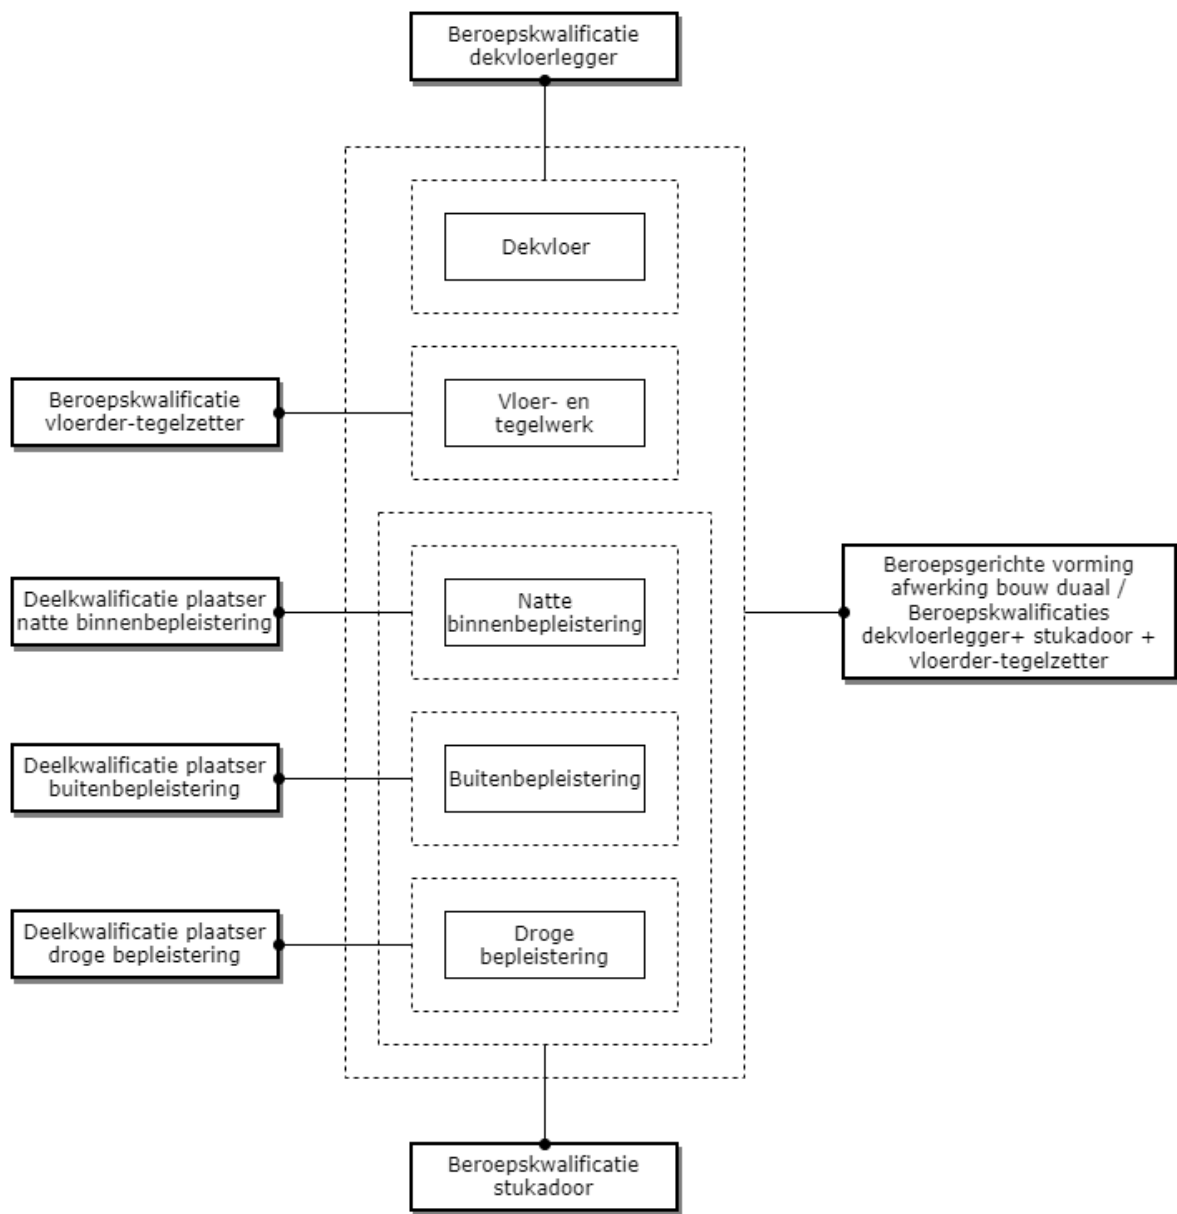 Beroepskwalificatie
dekvloerlegger
Dekvloer
Beroepskwalificatie
vloerder-tegelzetter
Vloer- en
tegelwerk
Deelkwalificatie plaatser
natte binnenbepleistering
Natte
binnenbepleistering
Beroepsgerichte vorming
afwerking bouw duaal /
Beroepskwalificaties
dekvloerlegger+ stukadoor +
vloerder-tegelzetter
Deelkwalificatie plaatser
buitenbepleistering
Buitenbepleistering
Deelkwalificatie plaatser
droge bepleistering
Droge
bepleistering
Beroepskwalificatie
stukadoor